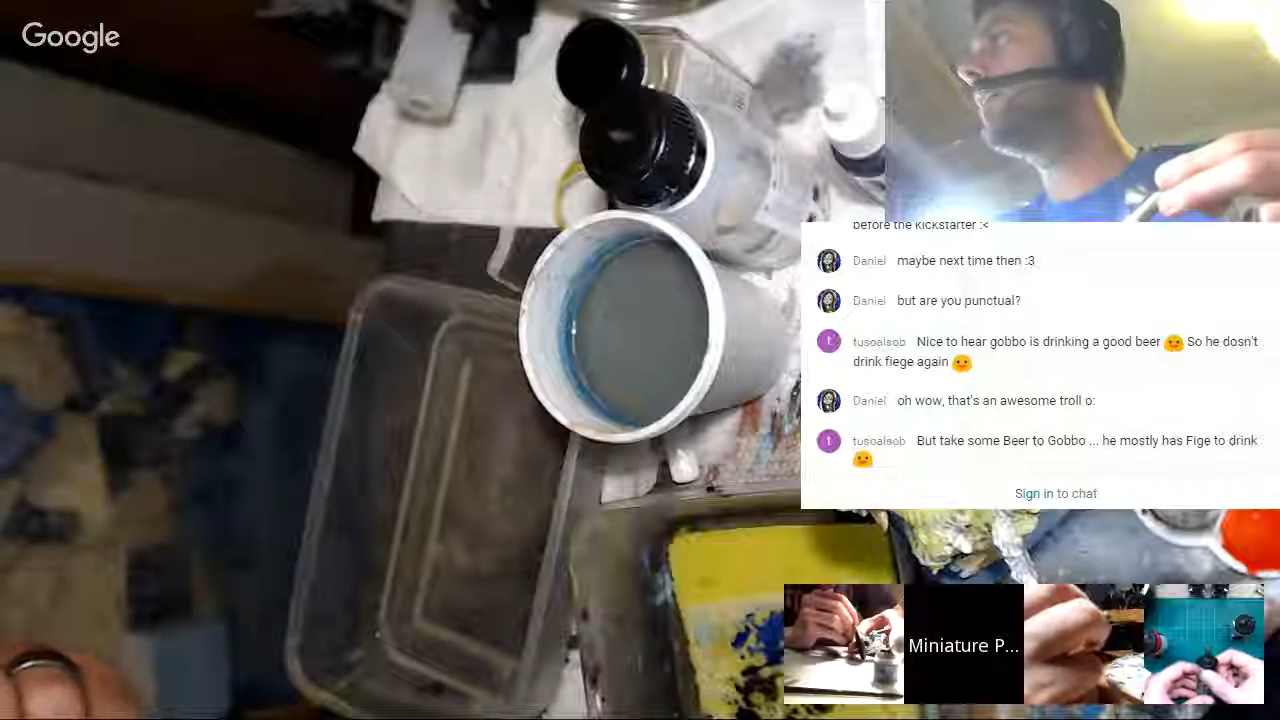 Google
before the kickstarter :<
Daniel maybe next time then :3
Daniel but are you punctual?
tusoalsob Nice to hear gobbo is drinking a good beer So he dosn't
drink fiege again
t
Daniel oh wow, that's an awesome troll o:
tusoalsob But take some Beer to Gobbo ... he mostly has Fige to drink
t
Sign in to chat
Miniature P...